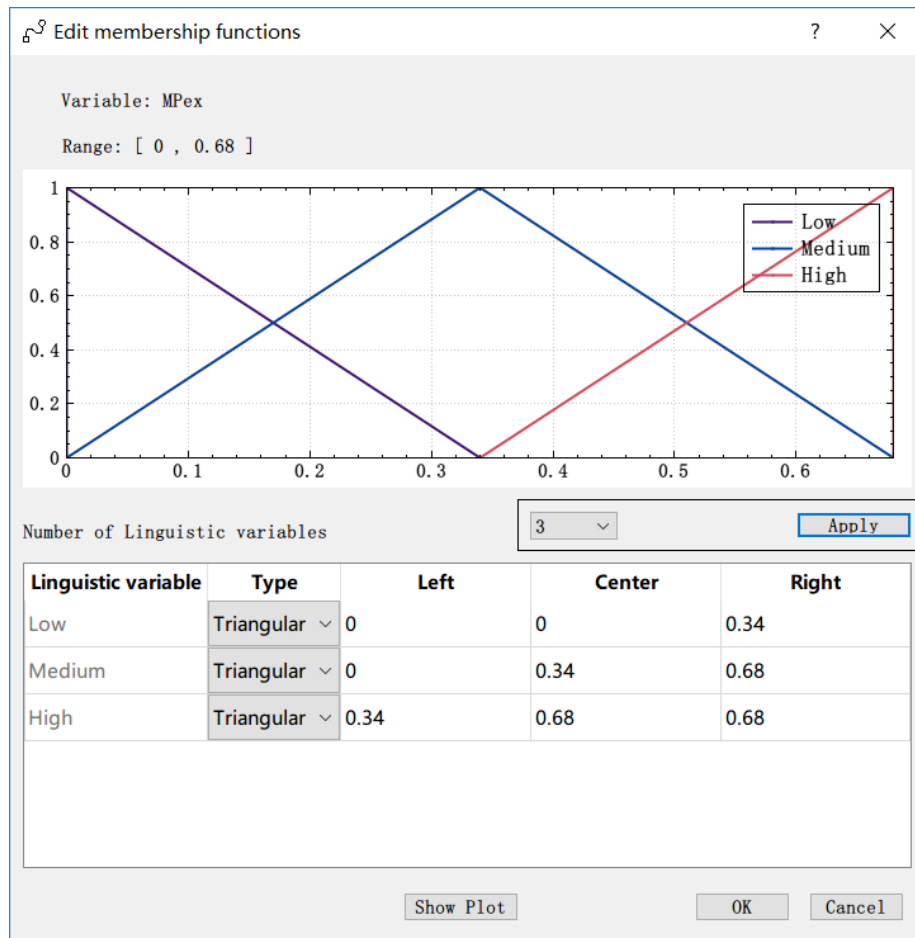 Edit membership functions ? ×
Variable: MPex
Range: [ 0 , 0.68 ]
1
0.8
0.6
0.4
0.2
0
Low
Medium
High
0 0.1 0.2 0.3 0.4 0.5 0.6
Number of Linguistic variables 3 Apply
Linguistic variable Type Left Center Right
Low Triangular 0 0 0.34
Medium Triangular 0 0.34 0.68
High Triangular 0.34 0.68 0.68
Show Plot OK Cancel